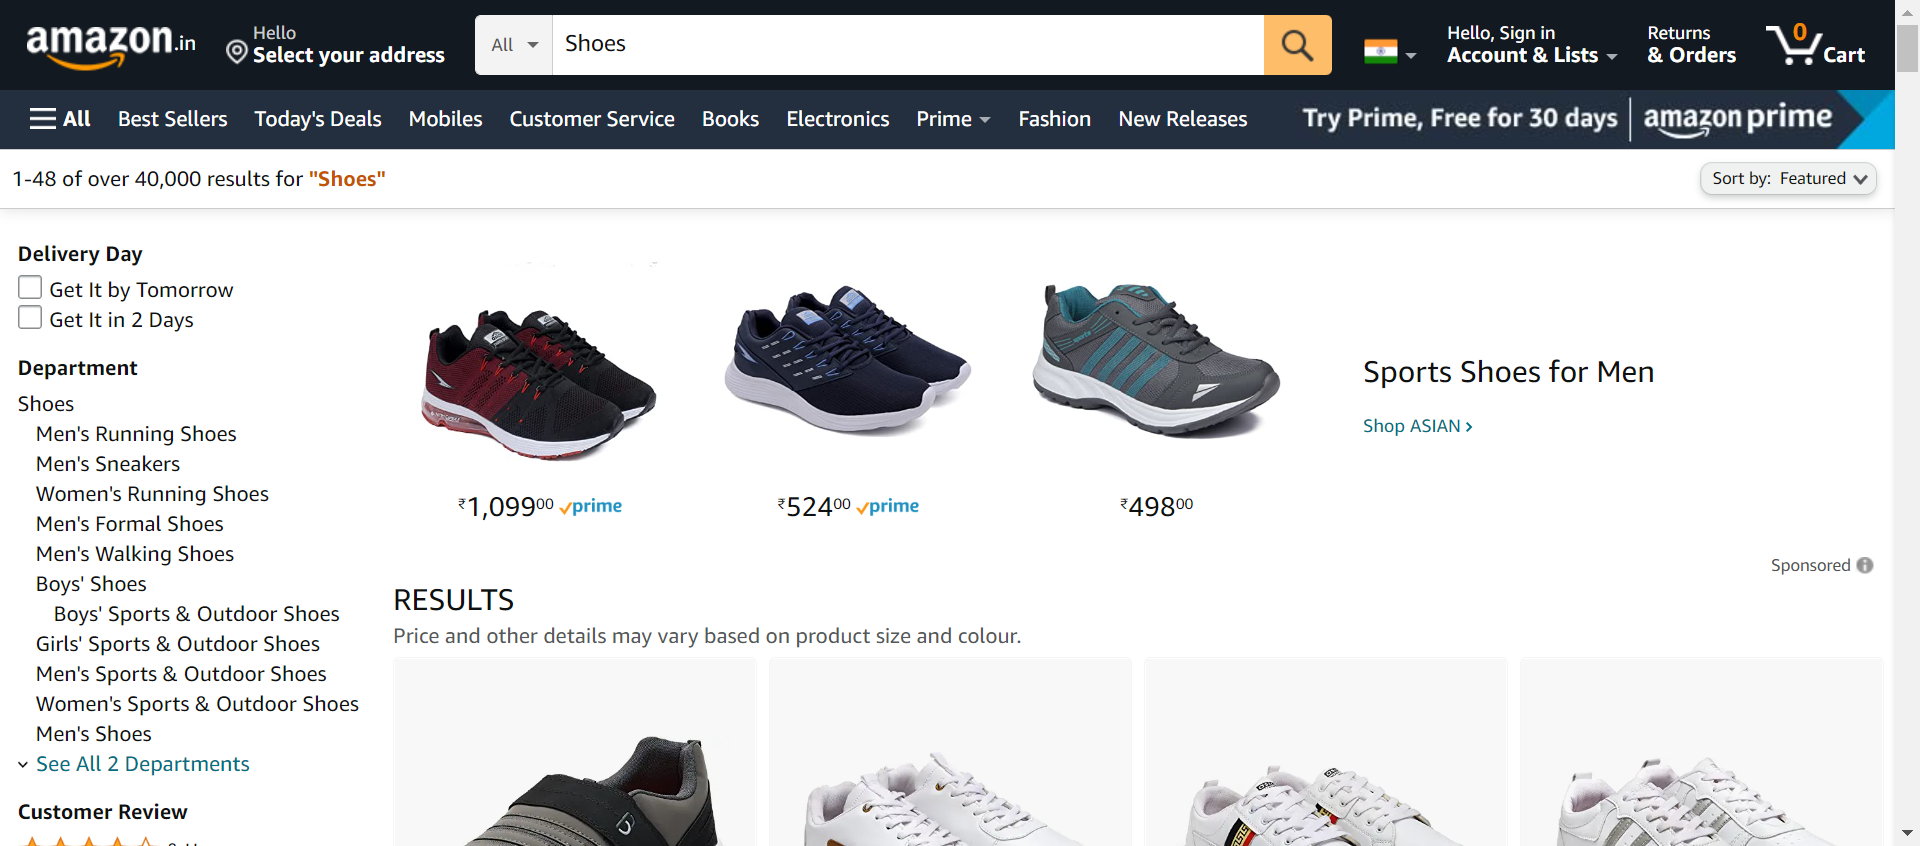 amazon.in
Hello
Select your address
All
Shoes
Hello, Sign in
Account & Lists
Returns
& Orders
0
Cart
All
Best Sellers
Today's Deals
Mobiles
Customer Service
Books
Electronics
Prime
Fashion
New Releases
Try Prime, Free for 30 days
amazon prime
1-48 of over 40,000 results for "Shoes"
Sort by: Featured
Delivery Day
Get It by Tomorrow
Get It in 2 Days
Department
Shoes
Men's Running Shoes
Men's Sneakers
Women's Running Shoes
Men's Formal Shoes
Men's Walking Shoes
Boys' Shoes
Boys' Sports & Outdoor Shoes
Girls' Sports & Outdoor Shoes
Men's Sports & Outdoor Shoes
Women's Sports & Outdoor Shoes
Men's Shoes
See All 2 Departments
Customer Review
₹1,09900 prime
₹52400 prime
₹49800
Sports Shoes for Men
Shop ASIAN ›
Sponsored
RESULTS
Price and other details may vary based on product size and colour.